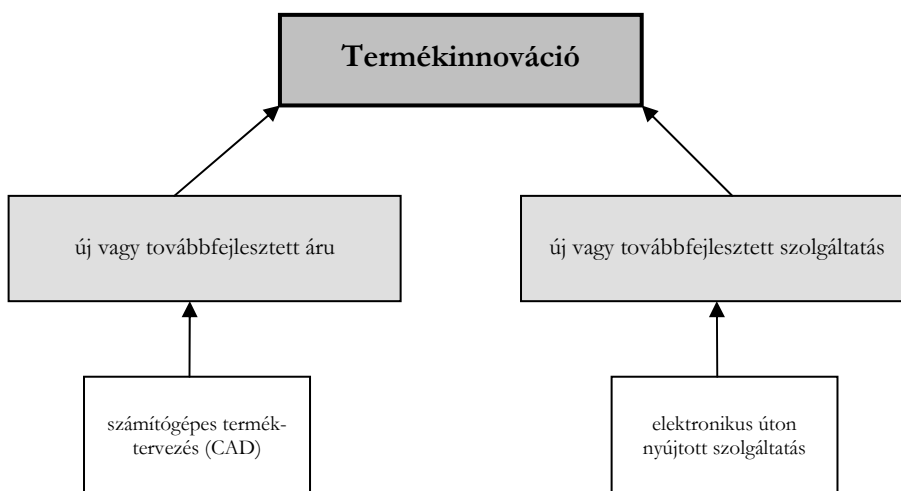 Termékinnováció
új vagy továbbfejlesztett áru
új vagy továbbfejlesztett szolgáltatás
számítógépes termék-
tervezés (CAD)
elektronikus úton
nyújtott szolgáltatás